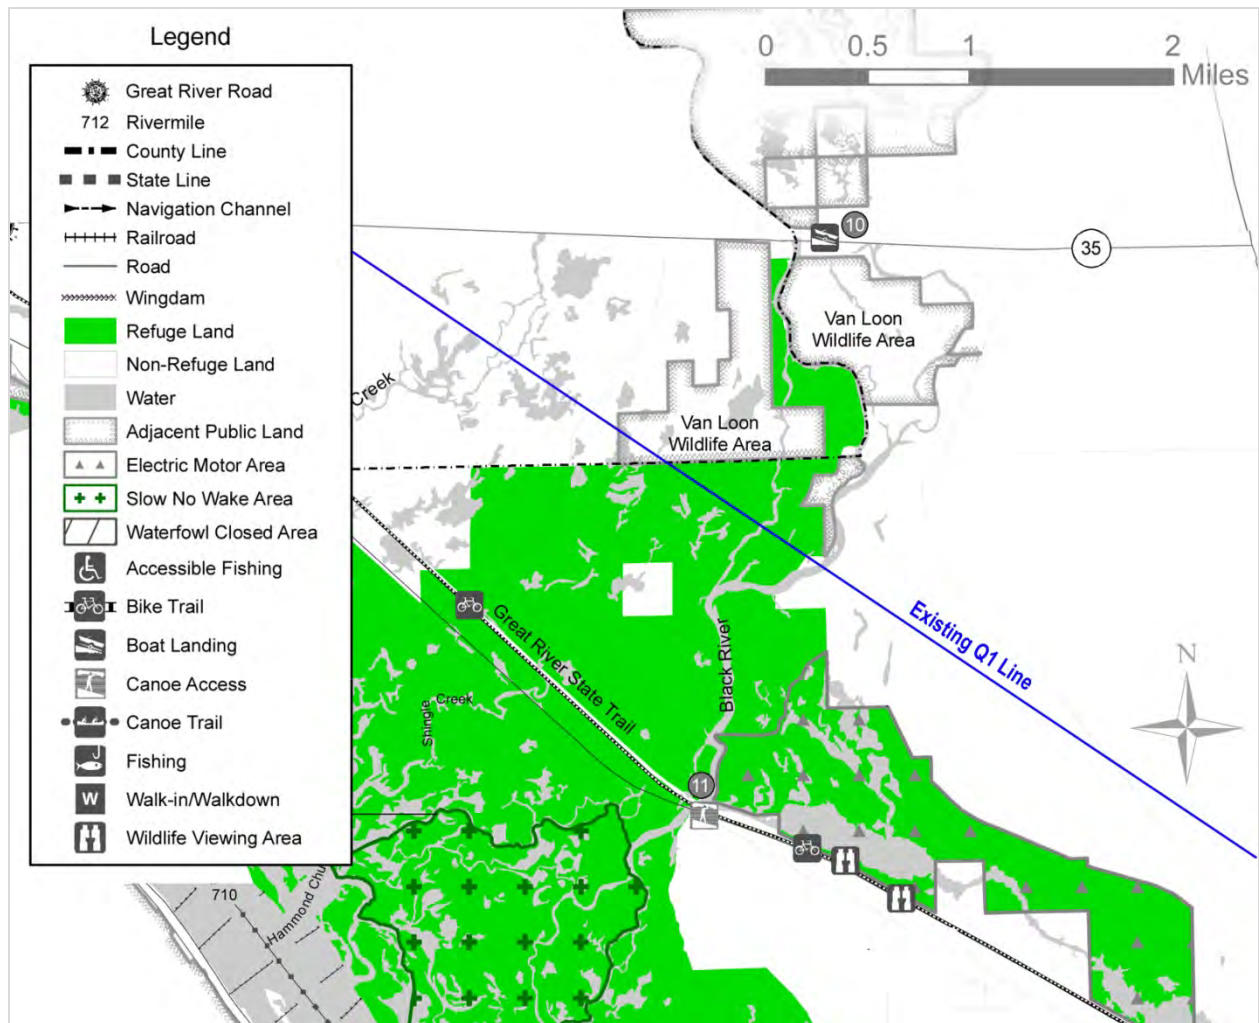 Legend
Great River Road
712 Rivermile
County Line
State Line
Navigation Channel
Railroad
Road
Wingdam
Refuge Land
Non-Refuge Land
Water
Adjacent Public Land
Electric Motor Area
Slow No Wake Area
Waterfowl Closed Area
Accessible Fishing
Bike Trail
Boat Landing
Canoe Access
Canoe Trail
Fishing
W Walk-in/Walkdown
Wildlife Viewing Area
0 0.5 1 2
Miles
10
35
Van Loon
Wildlife Area
Creek
Van Loon
Wildlife Area
Existing Q1 Line
Great River State Trail
Black River
N
Shingle
Creek
11
710
Hammond Chu